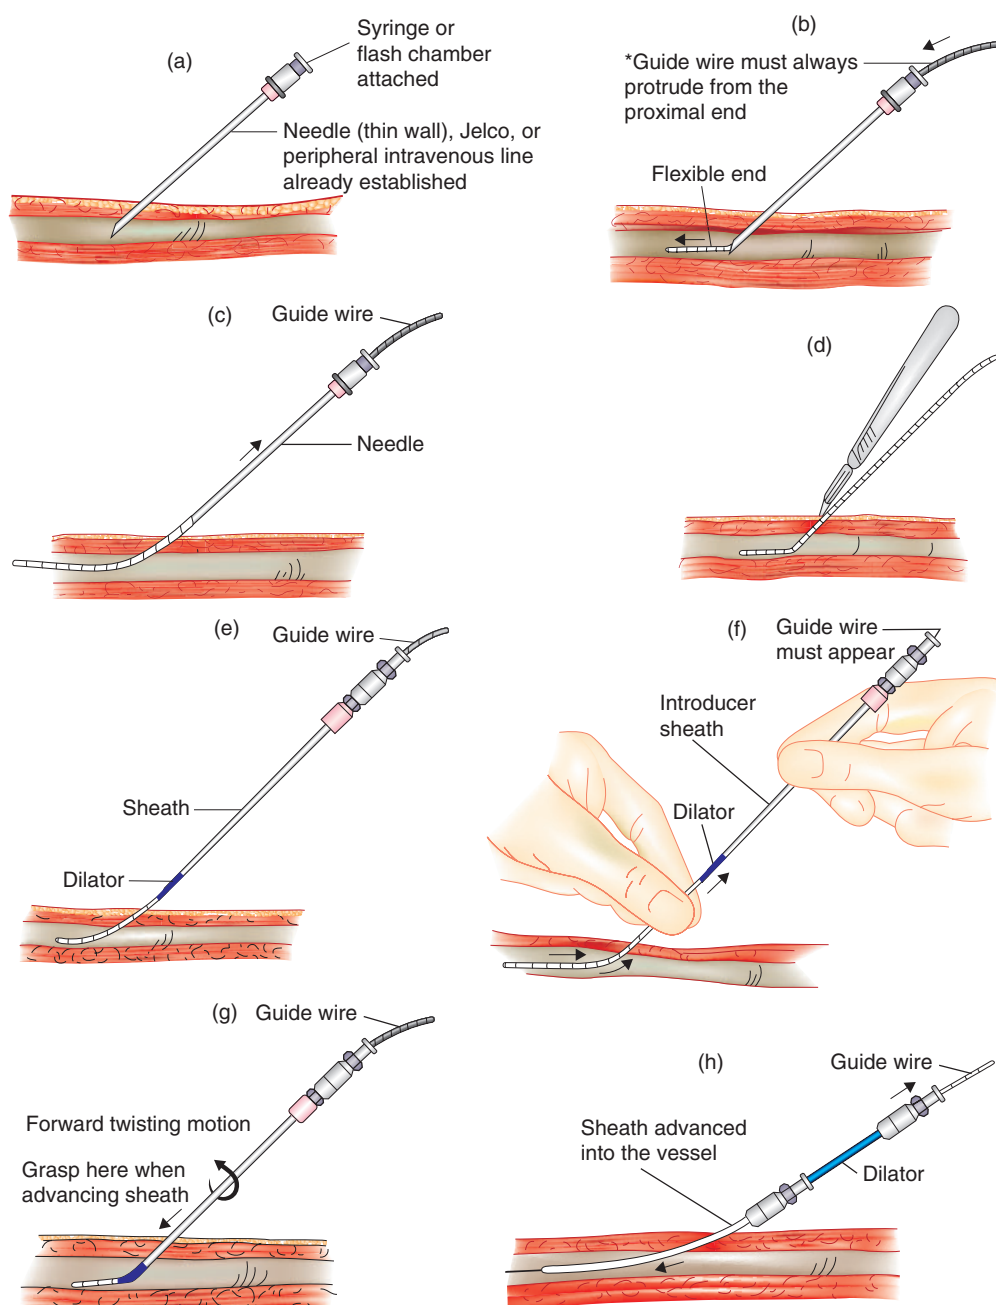 (a)
Syringe or
flash chamber
attached
Needle (thin wall), Jelco, or
peripheral intravenous line
already established
(b)
*Guide wire must always
protrude from the
proximal end
Flexible end
(c)
Guide wire
Needle
(d)
(e)
Guide wire
Sheath
Dilator
(f)
Guide wire
must appear
Introducer
sheath
Dilator
(g)
Guide wire
Forward twisting motion
Grasp here when
advancing sheath
(h)
Guide wire
Sheath advanced
into the vessel
Dilator